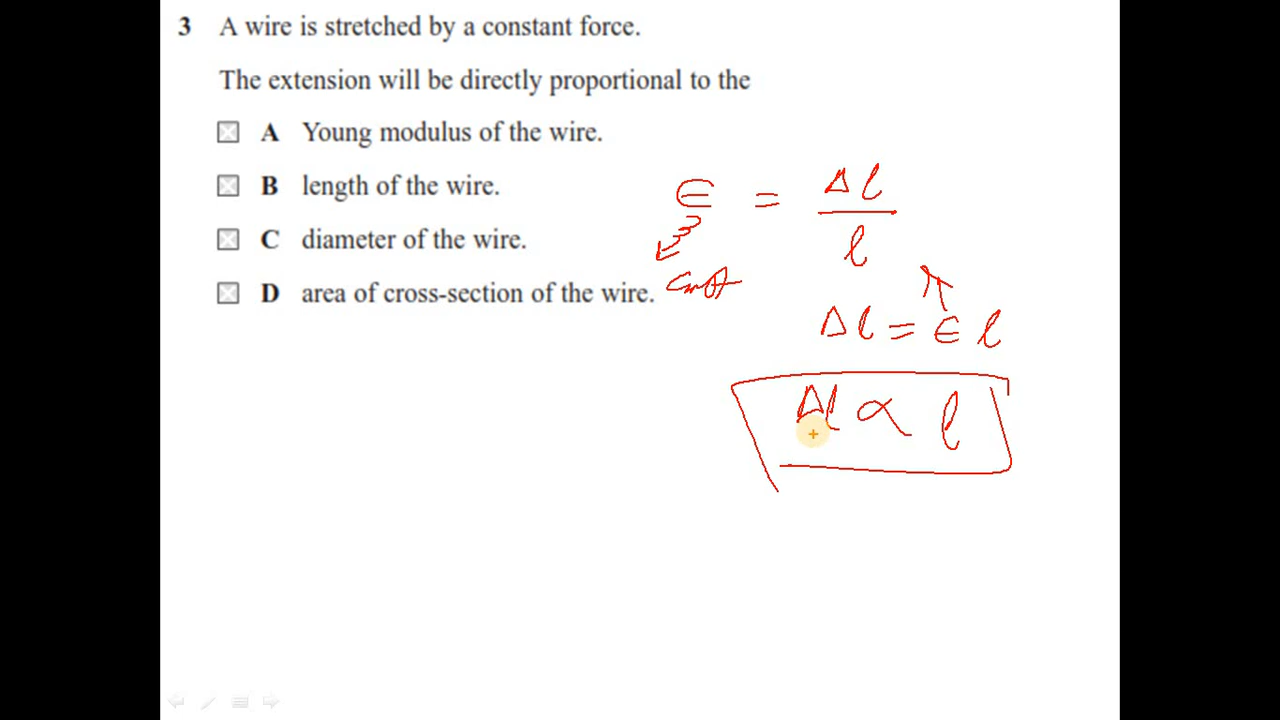 3 A wire is stretched by a constant force.
The extension will be directly proportional to the
A Young modulus of the wire.
B length of the wire.
C diameter of the wire.
D area of cross-section of the wire.
∈ = Δl / l
Δl = ∈ l
Δl ∝ l